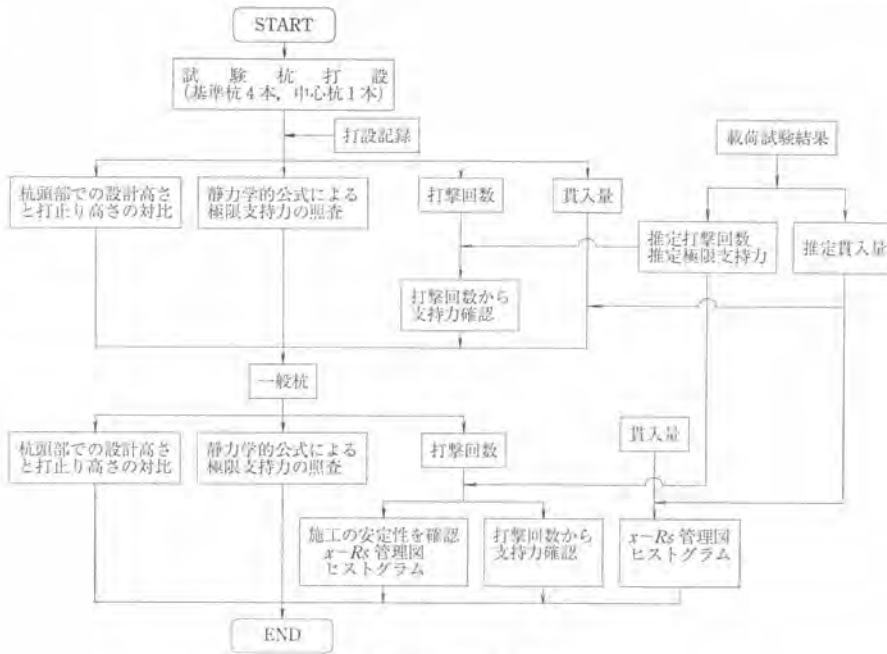 START
試験杭打設
(基準杭4本，中心杭1本)
打設記録
載荷試験結果
杭頭部での設計高さ
と打止り高さの対比
静力学的公式による
極限支持力の照査
打撃回数
貫入量
推定打撃回数
推定極限支持力
推定貫入量
打撃回数から
支持力確認
一般杭
杭頭部での設計高さ
と打止り高さの対比
静力学的公式による
極限支持力の照査
打撃回数
貫入量
施工の安定性を確認
x-Rs 管理図
ヒストグラム
打撃回数から
支持力確認
x-Rs 管理図
ヒストグラム
END